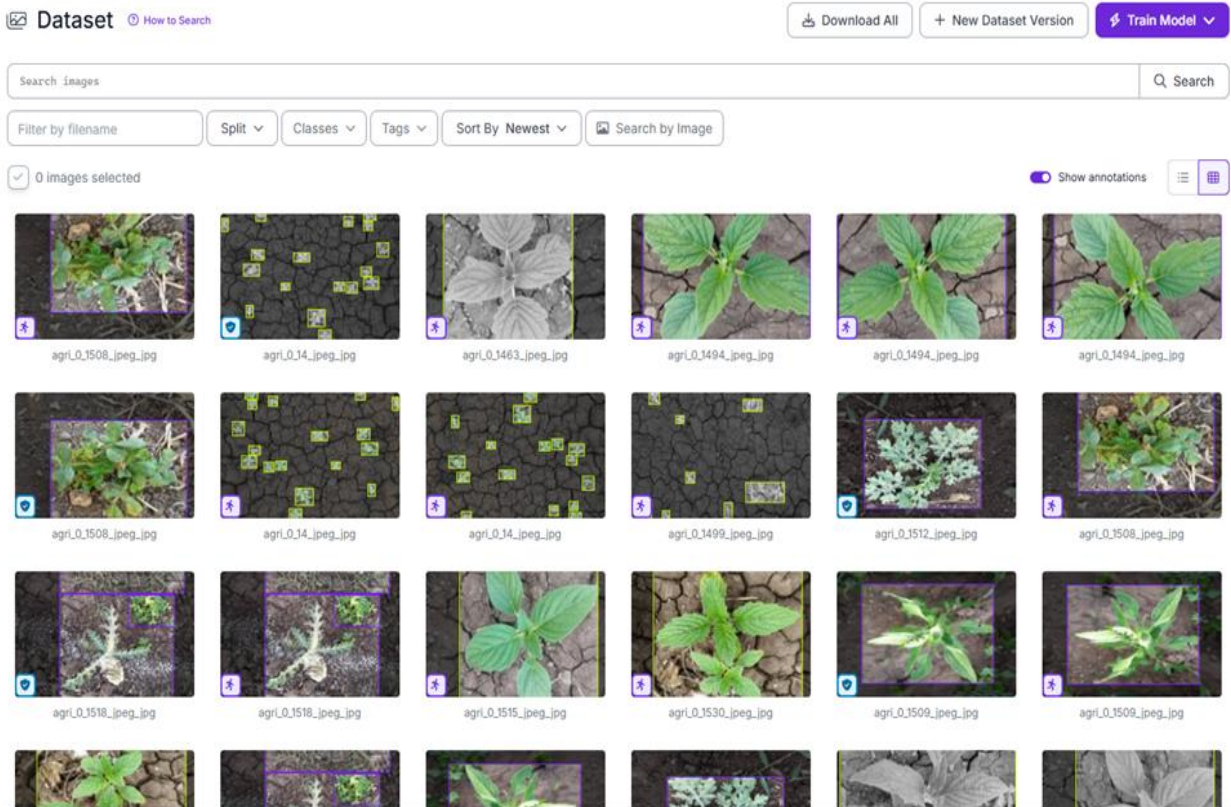 Dataset How to Search
Download All
New Dataset Version
Train Model
Search images
Search
Filter by filename
Split
Classes
Tags
Sort By Newest
Search by Image
0 images selected
Show annotations
agri_0_1508_jpeg_jpg
agri_0_14_jpeg_jpg
agri_0_1463_jpeg_jpg
agri_0_1494_jpeg_jpg
agri_0_1494_jpeg_jpg
agri_0_1494_jpeg_jpg
agri_0_1508_jpeg_jpg
agri_0_14_jpeg_jpg
agri_0_14_jpeg_jpg
agri_0_1499_jpeg_jpg
agri_0_1512_jpeg_jpg
agri_0_1508_jpeg_jpg
agri_0_1518_jpeg_jpg
agri_0_1518_jpeg_jpg
agri_0_1515_jpeg_jpg
agri_0_1530_jpeg_jpg
agri_0_1509_jpeg_jpg
agri_0_1509_jpeg_jpg